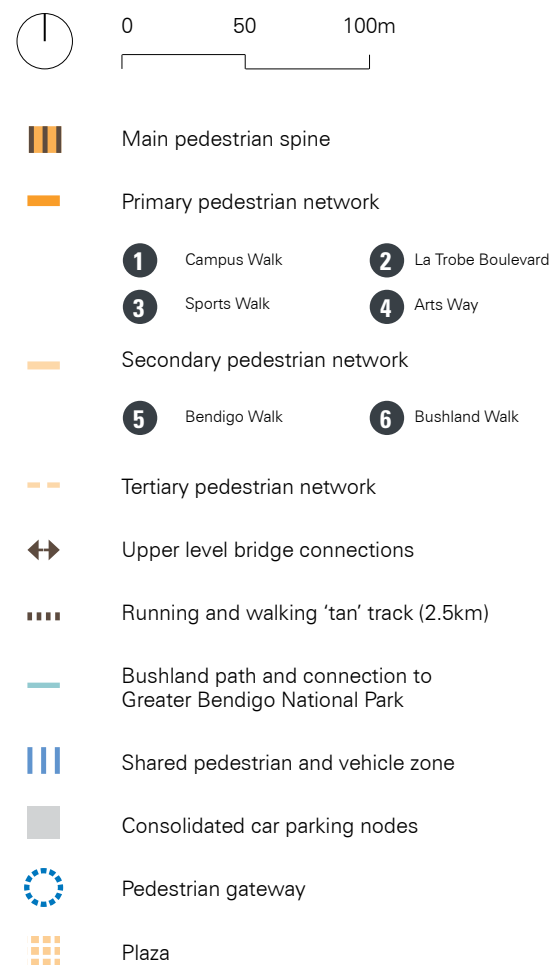 0 50 100m
Main pedestrian spine
Primary pedestrian network
1 Campus Walk 2 La Trobe Boulevard
3 Sports Walk 4 Arts Way
Secondary pedestrian network
5 Bendigo Walk 6 Bushland Walk
Tertiary pedestrian network
Upper level bridge connections
Running and walking ‘tan’ track (2.5km)
Bushland path and connection to
Greater Bendigo National Park
Shared pedestrian and vehicle zone
Consolidated car parking nodes
Pedestrian gateway
Plaza